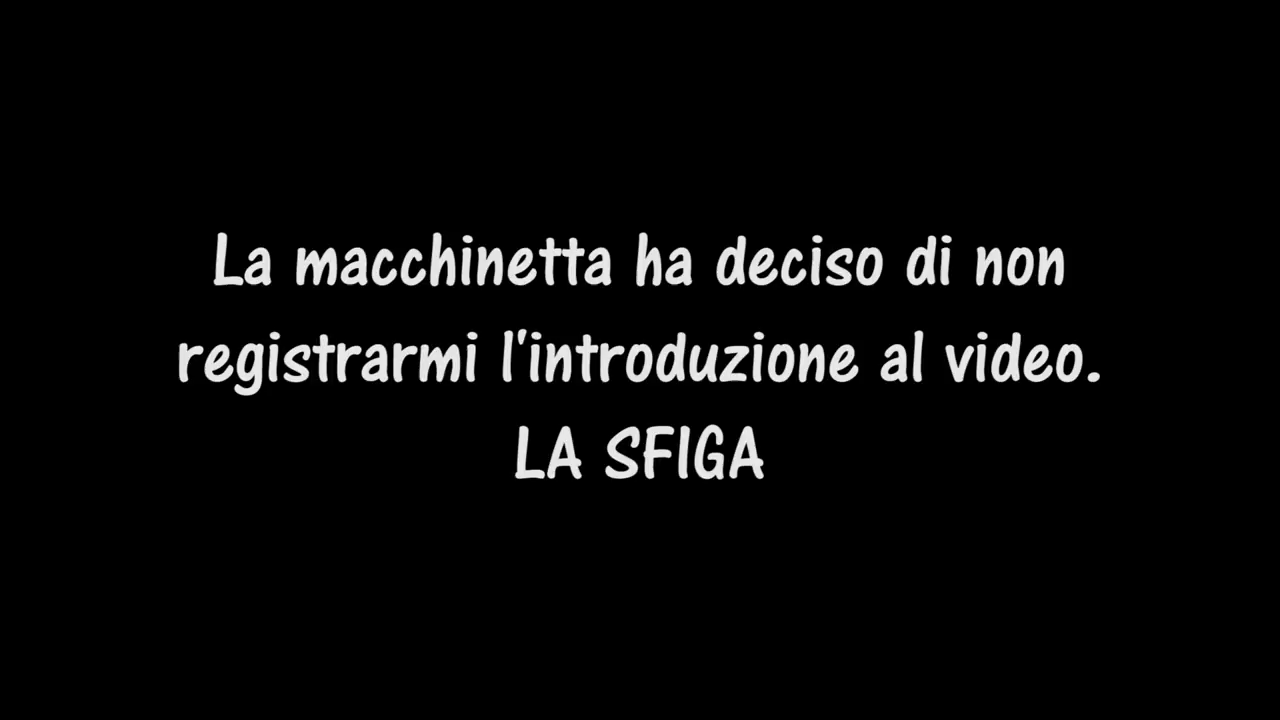 La macchinetta ha deciso di non
registrarmi l'introduzione al video.
LA SFIGA